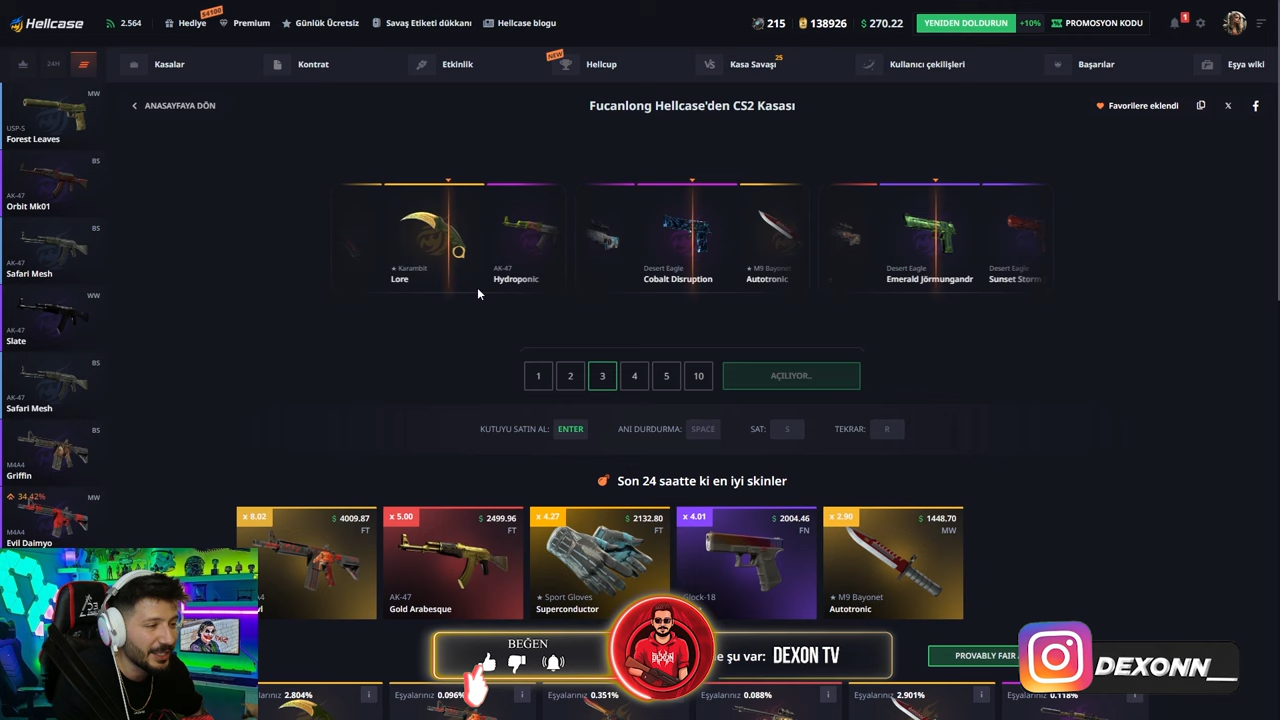 Hellcase
2.564
Hediye
$4100
Premium
Günlük Ücretsiz
Savaş Etiketi dükkanı
Hellcase blogu
215
138926
$ 270.22
YENİDEN DOLDURUN
+10%
PROMOSYON KODU
1
24H
Kasalar
Kontrat
Etkinlik
NEW
Hellcup
VS
Kasa Savaşı
25
Kullanıcı çekilişleri
Başarılar
Eşya wiki
ANASAYFAYA DÖN
Fucanlong Hellcase'den CS2 Kasası
Favorilere eklendi
MW
USP-S
Forest Leaves
BS
AK-47
Orbit Mk01
BS
AK-47
Safari Mesh
WW
AK-47
Slate
BS
AK-47
Safari Mesh
BS
M4A4
Griffin
34.42%
MW
M4A4
Evil Daimyo
★ Karambit
Lore
AK-47
Hydroponic
Desert Eagle
Cobalt Disruption
★ M9 Bayonet
Autotronic
Desert Eagle
Emerald Jörmungandr
Desert Eagle
Sunset Storm
1
2
3
4
5
10
AÇILIYOR..
KUTUYU SATIN AL:
ENTER
ANI DURDURMA:
SPACE
SAT:
S
TEKRAR:
R
Son 24 saatte ki en iyi skinler
x 8.02
$ 4009.87
FT
x 5.00
$ 2499.96
FT
AK-47
Gold Arabesque
x 4.27
$ 2132.80
FT
★ Sport Gloves
Superconductor
x 4.01
$ 2004.46
FN
Glock-18
x 2.90
$ 1448.70
MW
★ M9 Bayonet
Autotronic
BEĞEN
şu var: DEXON TV
PROVABLY FAIR
DEXONN__
2.804%
Eşyalarınız 0.096%
Eşyalarınız 0.351%
Eşyalarınız 0.088%
Eşyalarınız 2.901%
Eşyalarınız 0.118%